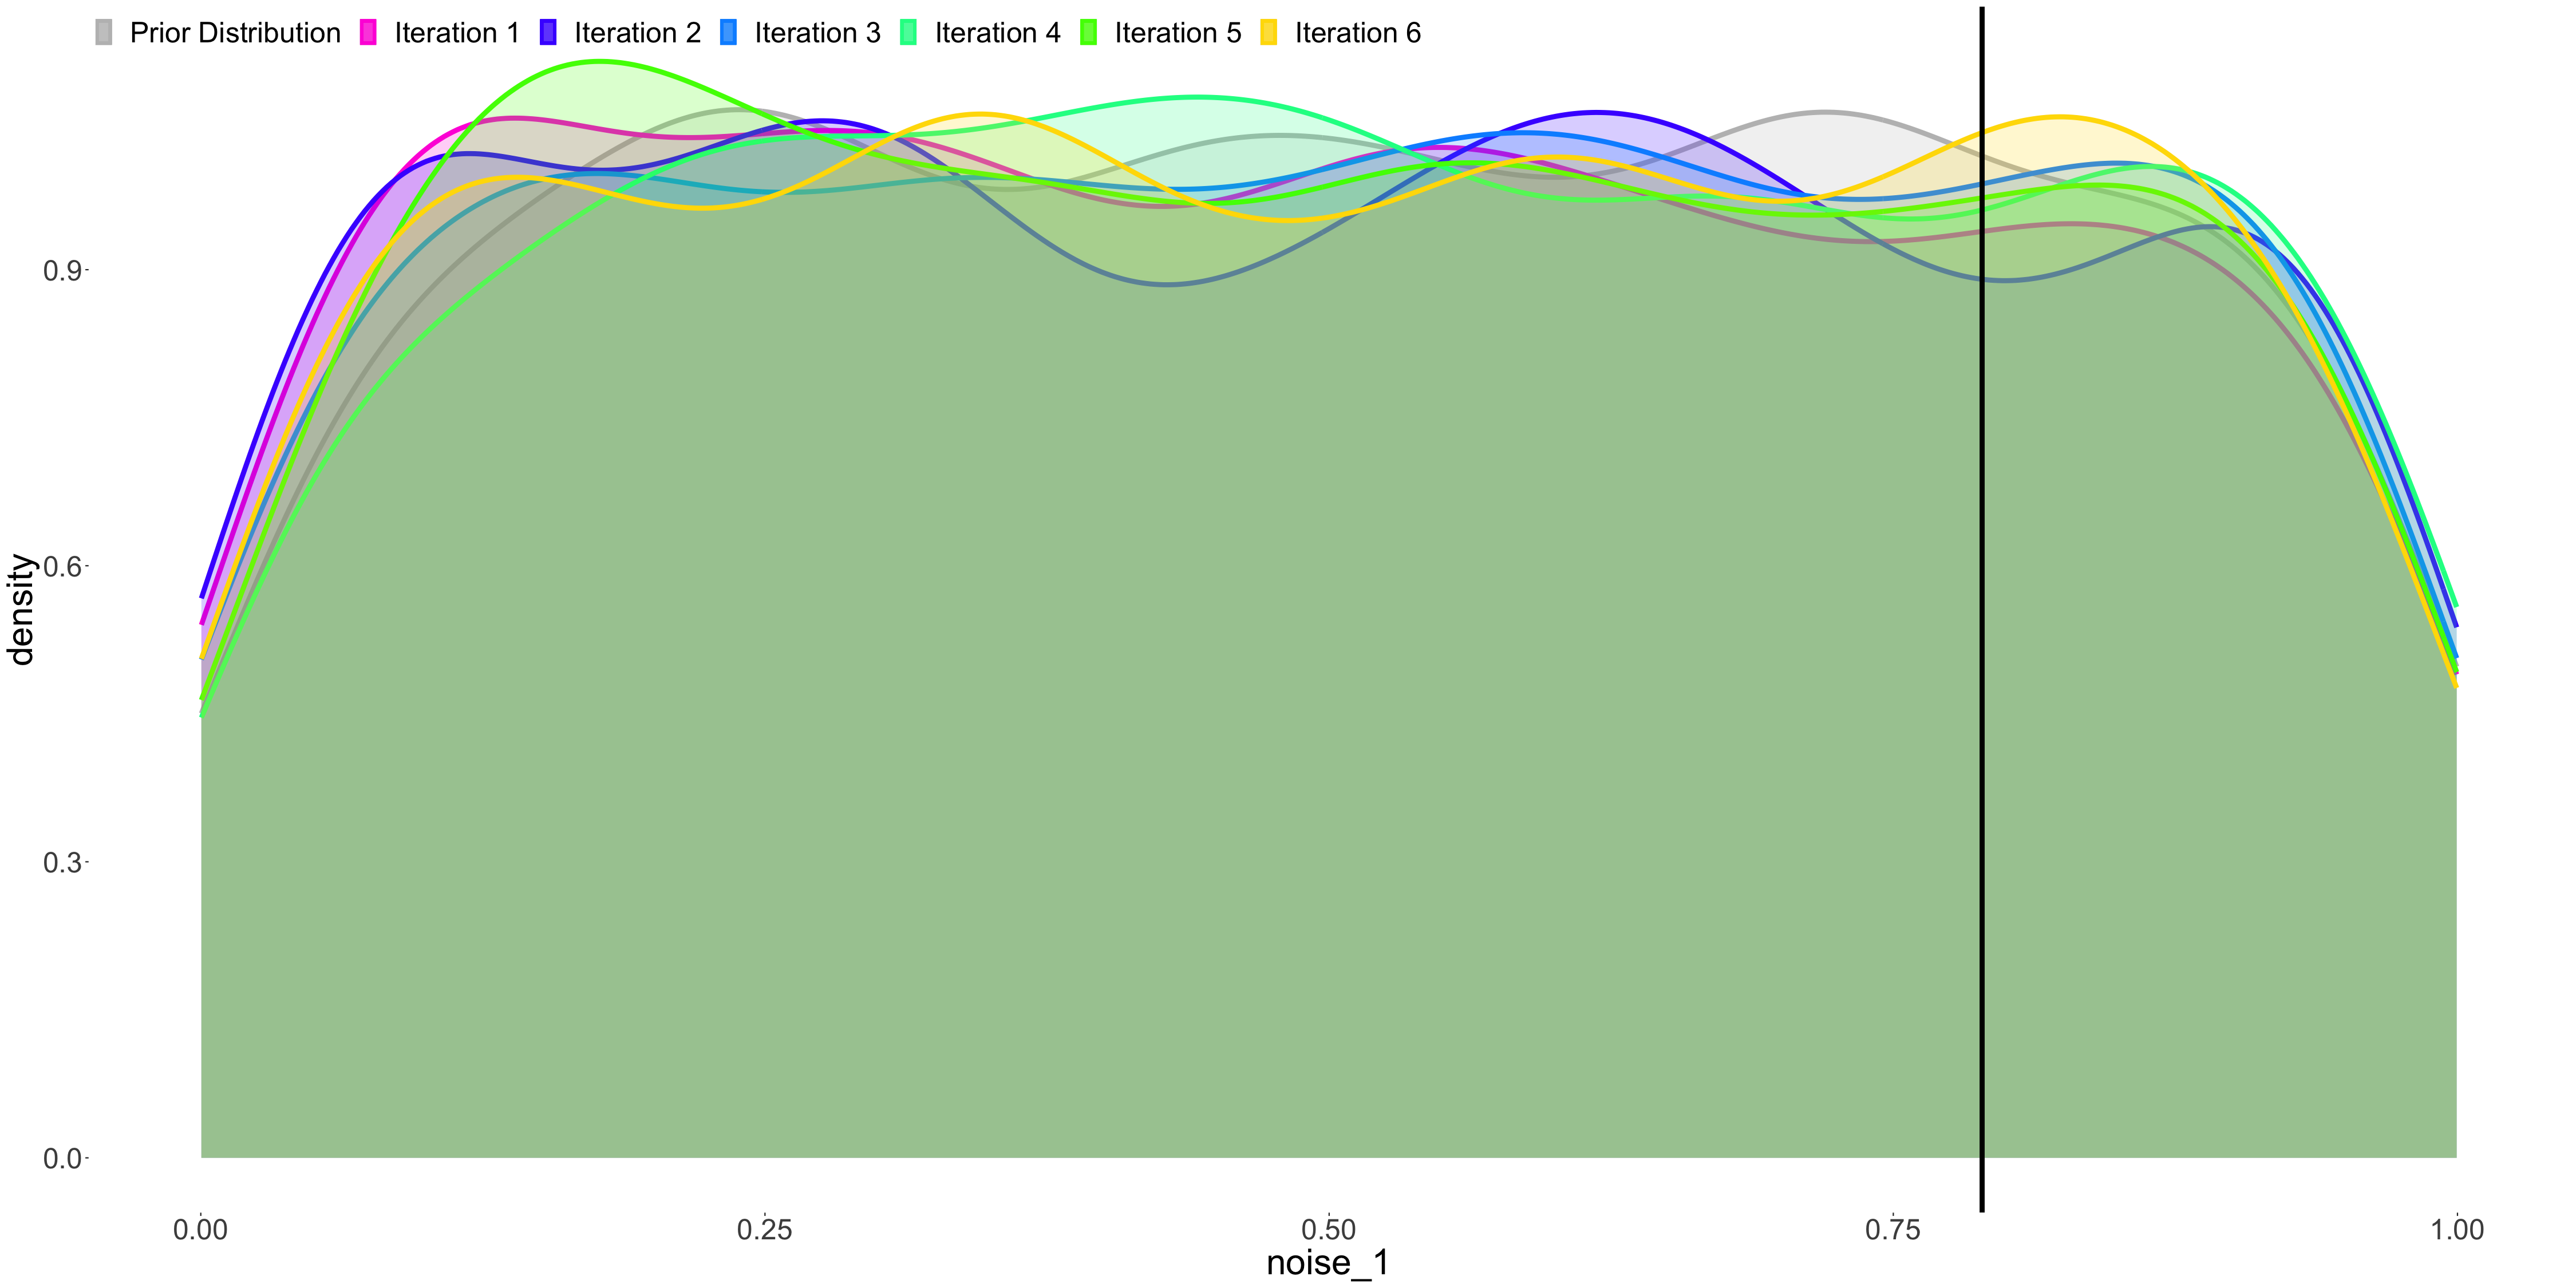 Prior Distribution Iteration 1 Iteration 2 Iteration 3 Iteration 4 Iteration 5 Iteration 6
density
0.9
0.6
0.3
0.0
0.00 0.25 0.50 0.75 1.00
noise_1